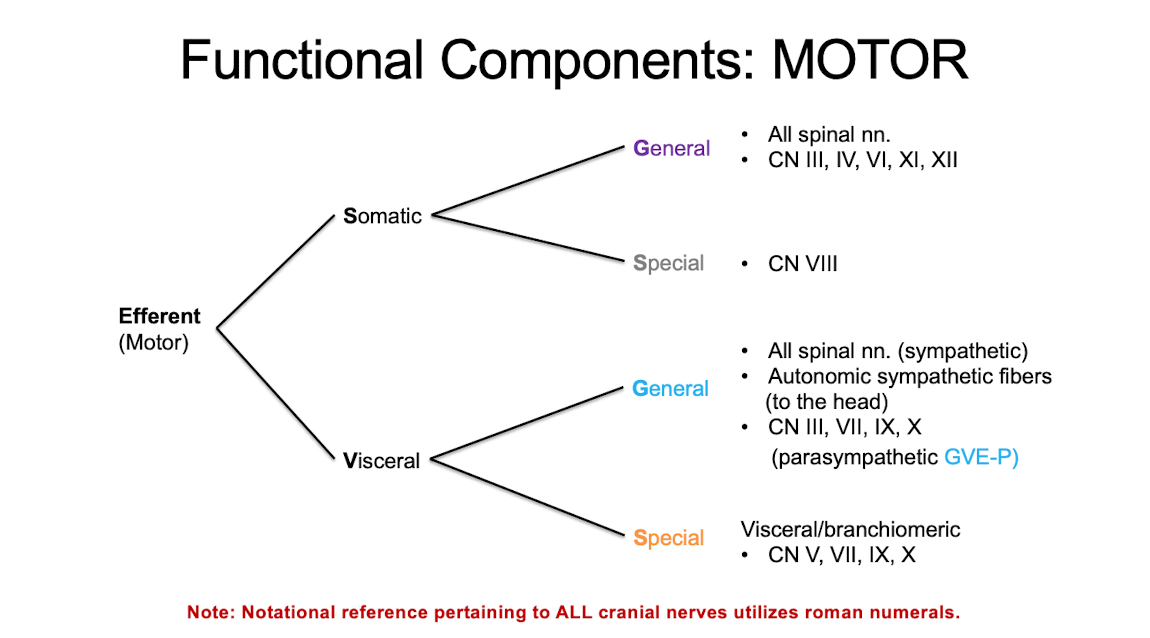 Functional Components: MOTOR
General
• All spinal nn.
• CN III, IV, VI, XI, XII
Somatic
Special
• CN VIII
Efferent
(Motor)
General
• All spinal nn. (sympathetic)
• Autonomic sympathetic fibers
(to the head)
• CN III, VII, IX, X
(parasympathetic GVE-P)
Visceral
Special
Visceral/branchiomeric
• CN V, VII, IX, X
Note: Notational reference pertaining to ALL cranial nerves utilizes roman numerals.